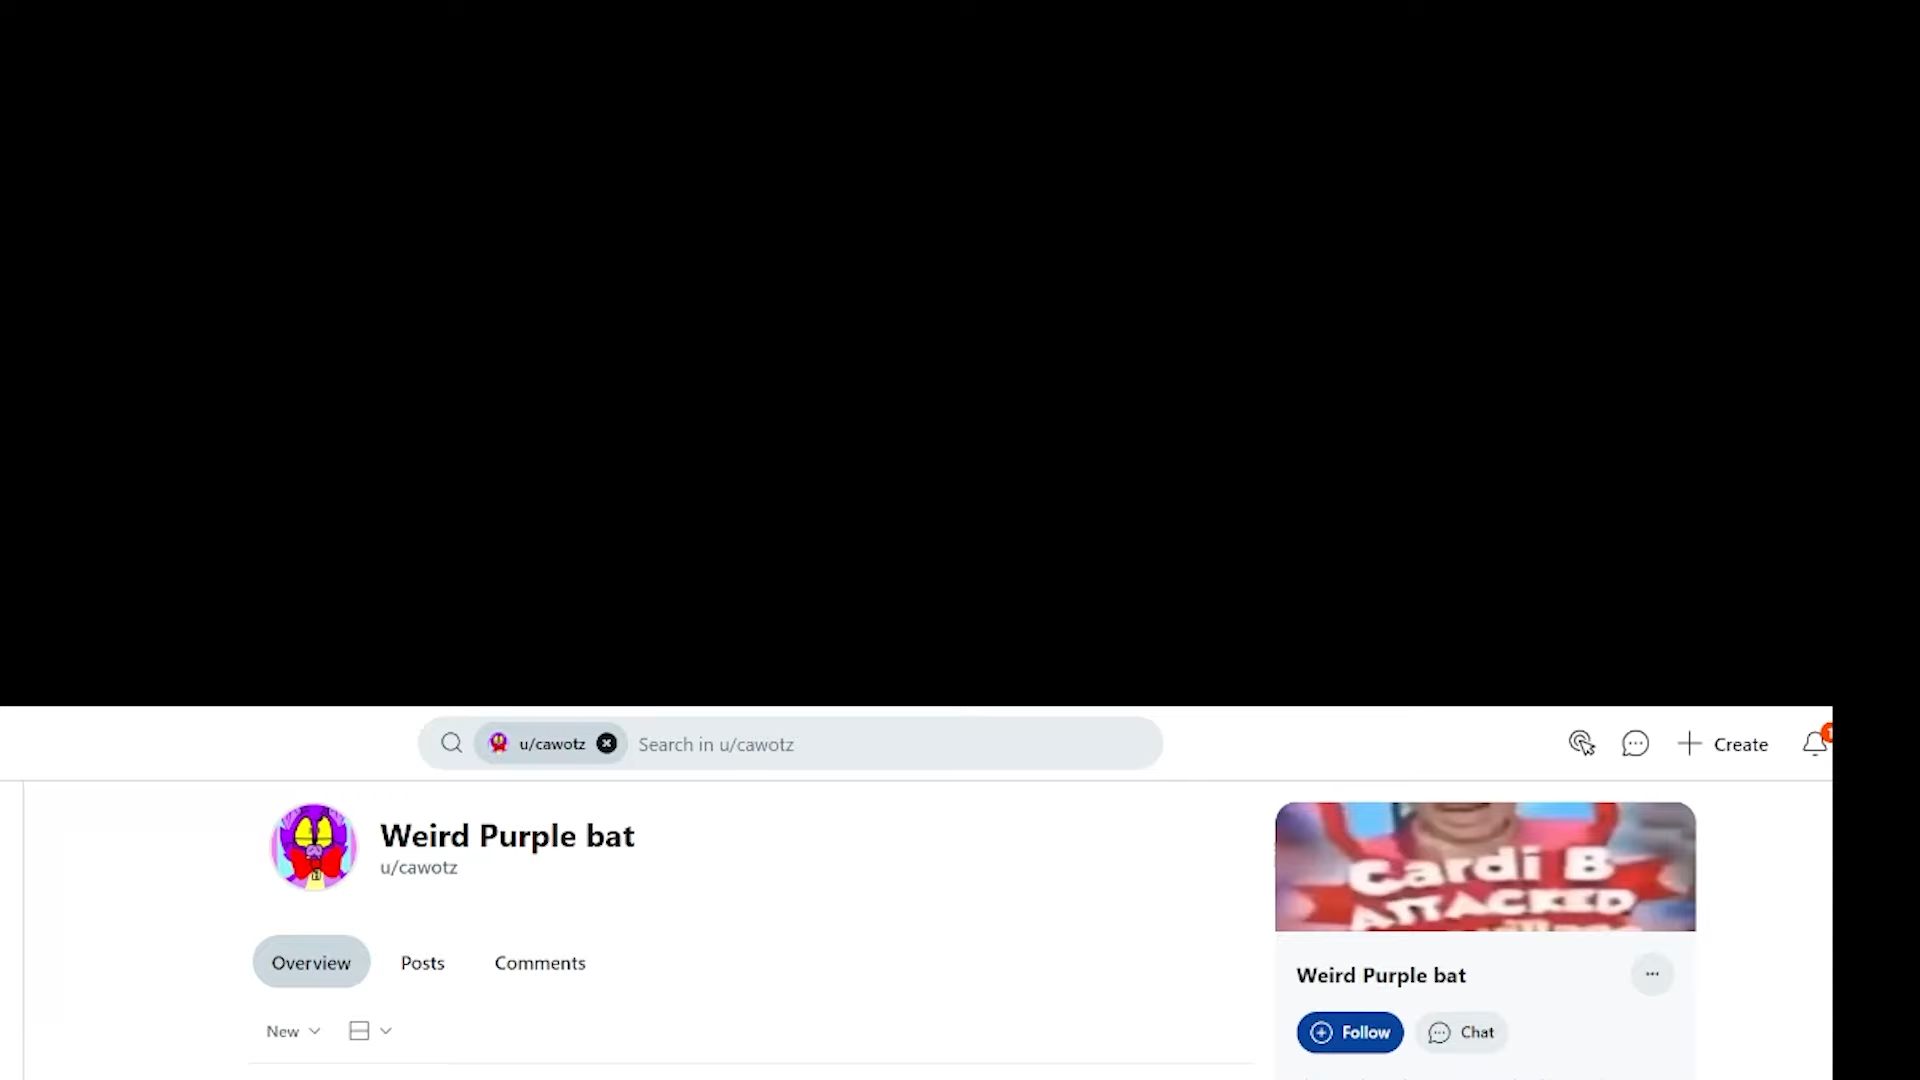 u/cawotz Search in u/cawotz
Create
Weird Purple bat
u/cawotz
Cardi B
ATTACKED
Overview Posts Comments
Weird Purple bat
New
Follow Chat